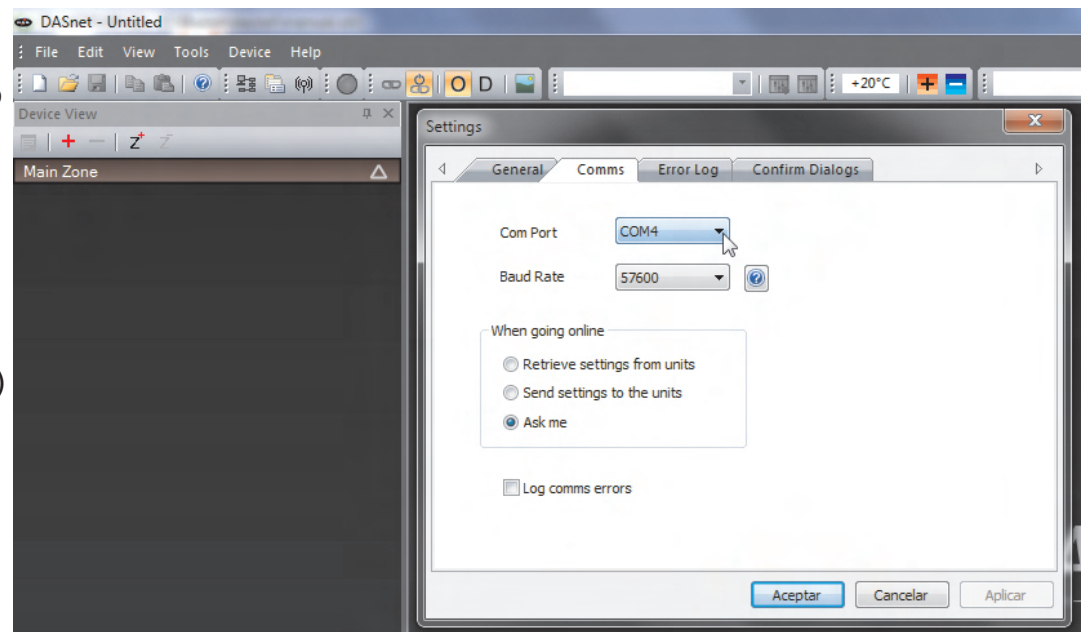 DASnet - Untitled
File Edit View Tools Device Help
O D +20°C
Device View
Z+ Z-
Main Zone
Settings
General Comms Error Log Confirm Dialogs
Com Port COM4
Baud Rate 57600
When going online
Retrieve settings from units
Send settings to the units
Ask me
Log comms errors
Aceptar Cancelar Aplicar